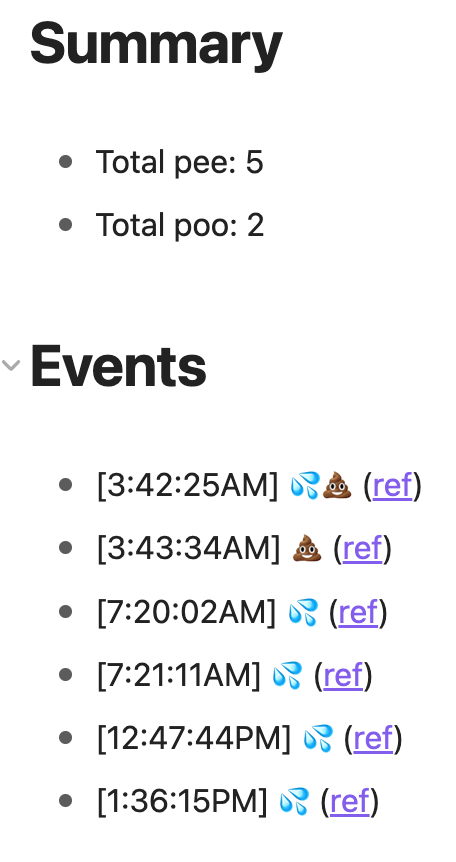 Summary
• Total pee: 5
• Total poo: 2
Events
• [3:42:25AM] 💦💩 (ref)
• [3:43:34AM] 💩 (ref)
• [7:20:02AM] 💦 (ref)
• [7:21:11AM] 💦 (ref)
• [12:47:44PM] 💦 (ref)
• [1:36:15PM] 💦 (ref)